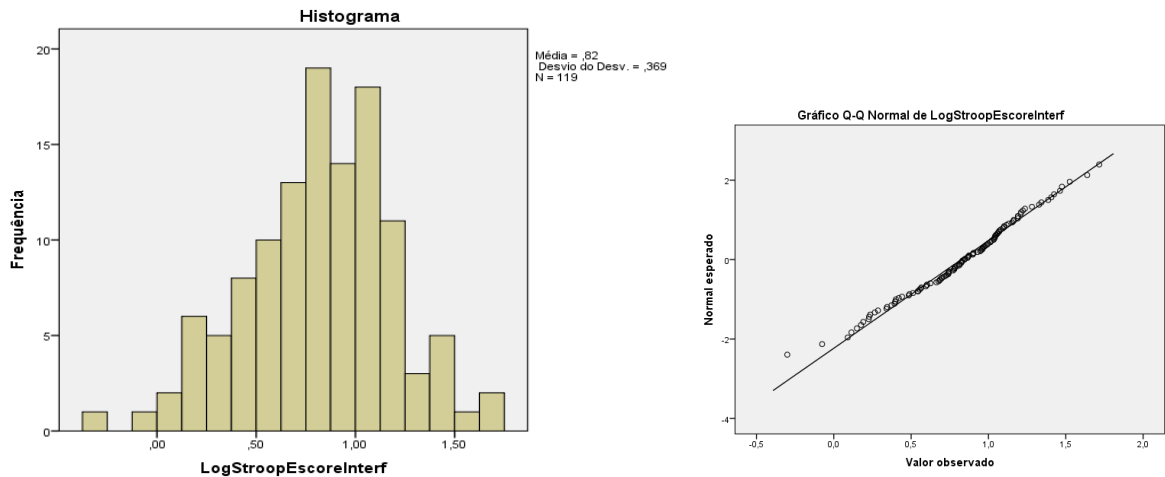 Histograma
20
15
10
5
0
Frequência
,00
,50
1,00
1,50
LogStroopEscoreInterf
Média = ,82
Desvio do Desv. = ,369
N = 119
Gráfico Q-Q Normal de LogStroopEscoreInterf
2
0
-2
-4
Normal esperado
-0,5
0,0
0,5
1,0
1,5
2,0
Valor observado